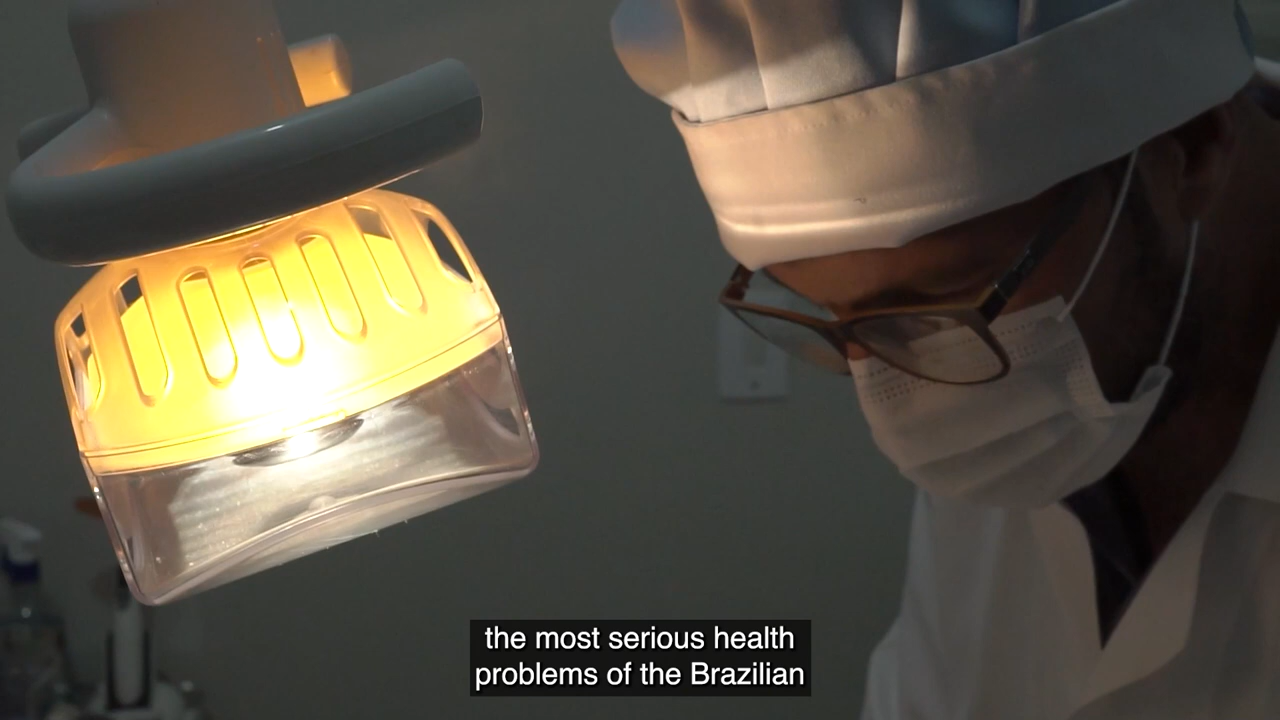 the most serious health
problems of the Brazilian